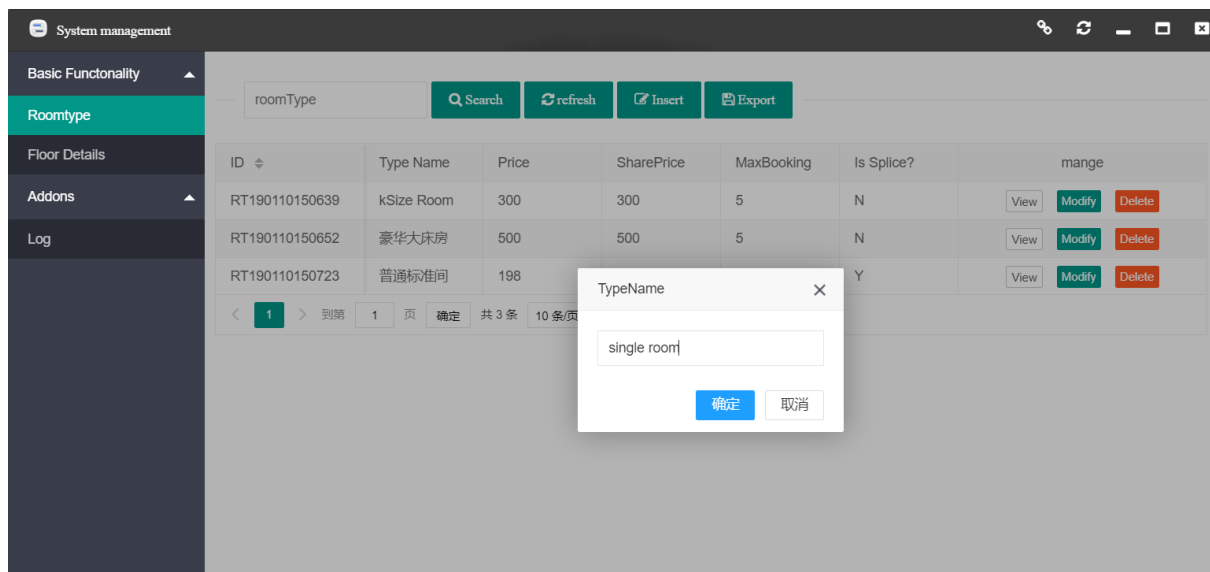 System management
Basic Functonality
Roomtype
Floor Details
Addons
Log
roomType Search refresh Insert Export
ID Type Name Price SharePrice MaxBooking Is Splice? mange
RT190110150639 kSize Room 300 300 5 N View Modify Delete
RT190110150652 豪华大床房 500 500 5 N View Modify Delete
RT190110150723 普通标准间 198 Y View Modify Delete
1 到第 1 页 确定 共 3 条 10 条/页
TypeName
single room
确定 取消